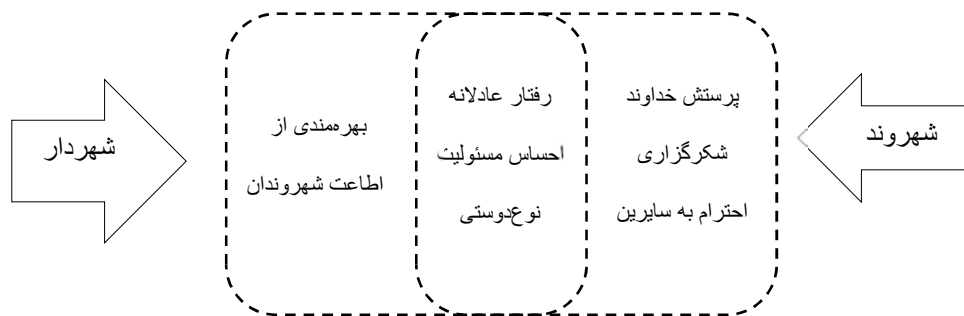 شهروند
پرستش خداوند
شکرگزاری
احترام به سایرین
رفتار عادلانه
احساس مسئولیت
نوع‌دوستی
بهره‌مندی از
اطاعت شهروندان
شهردار